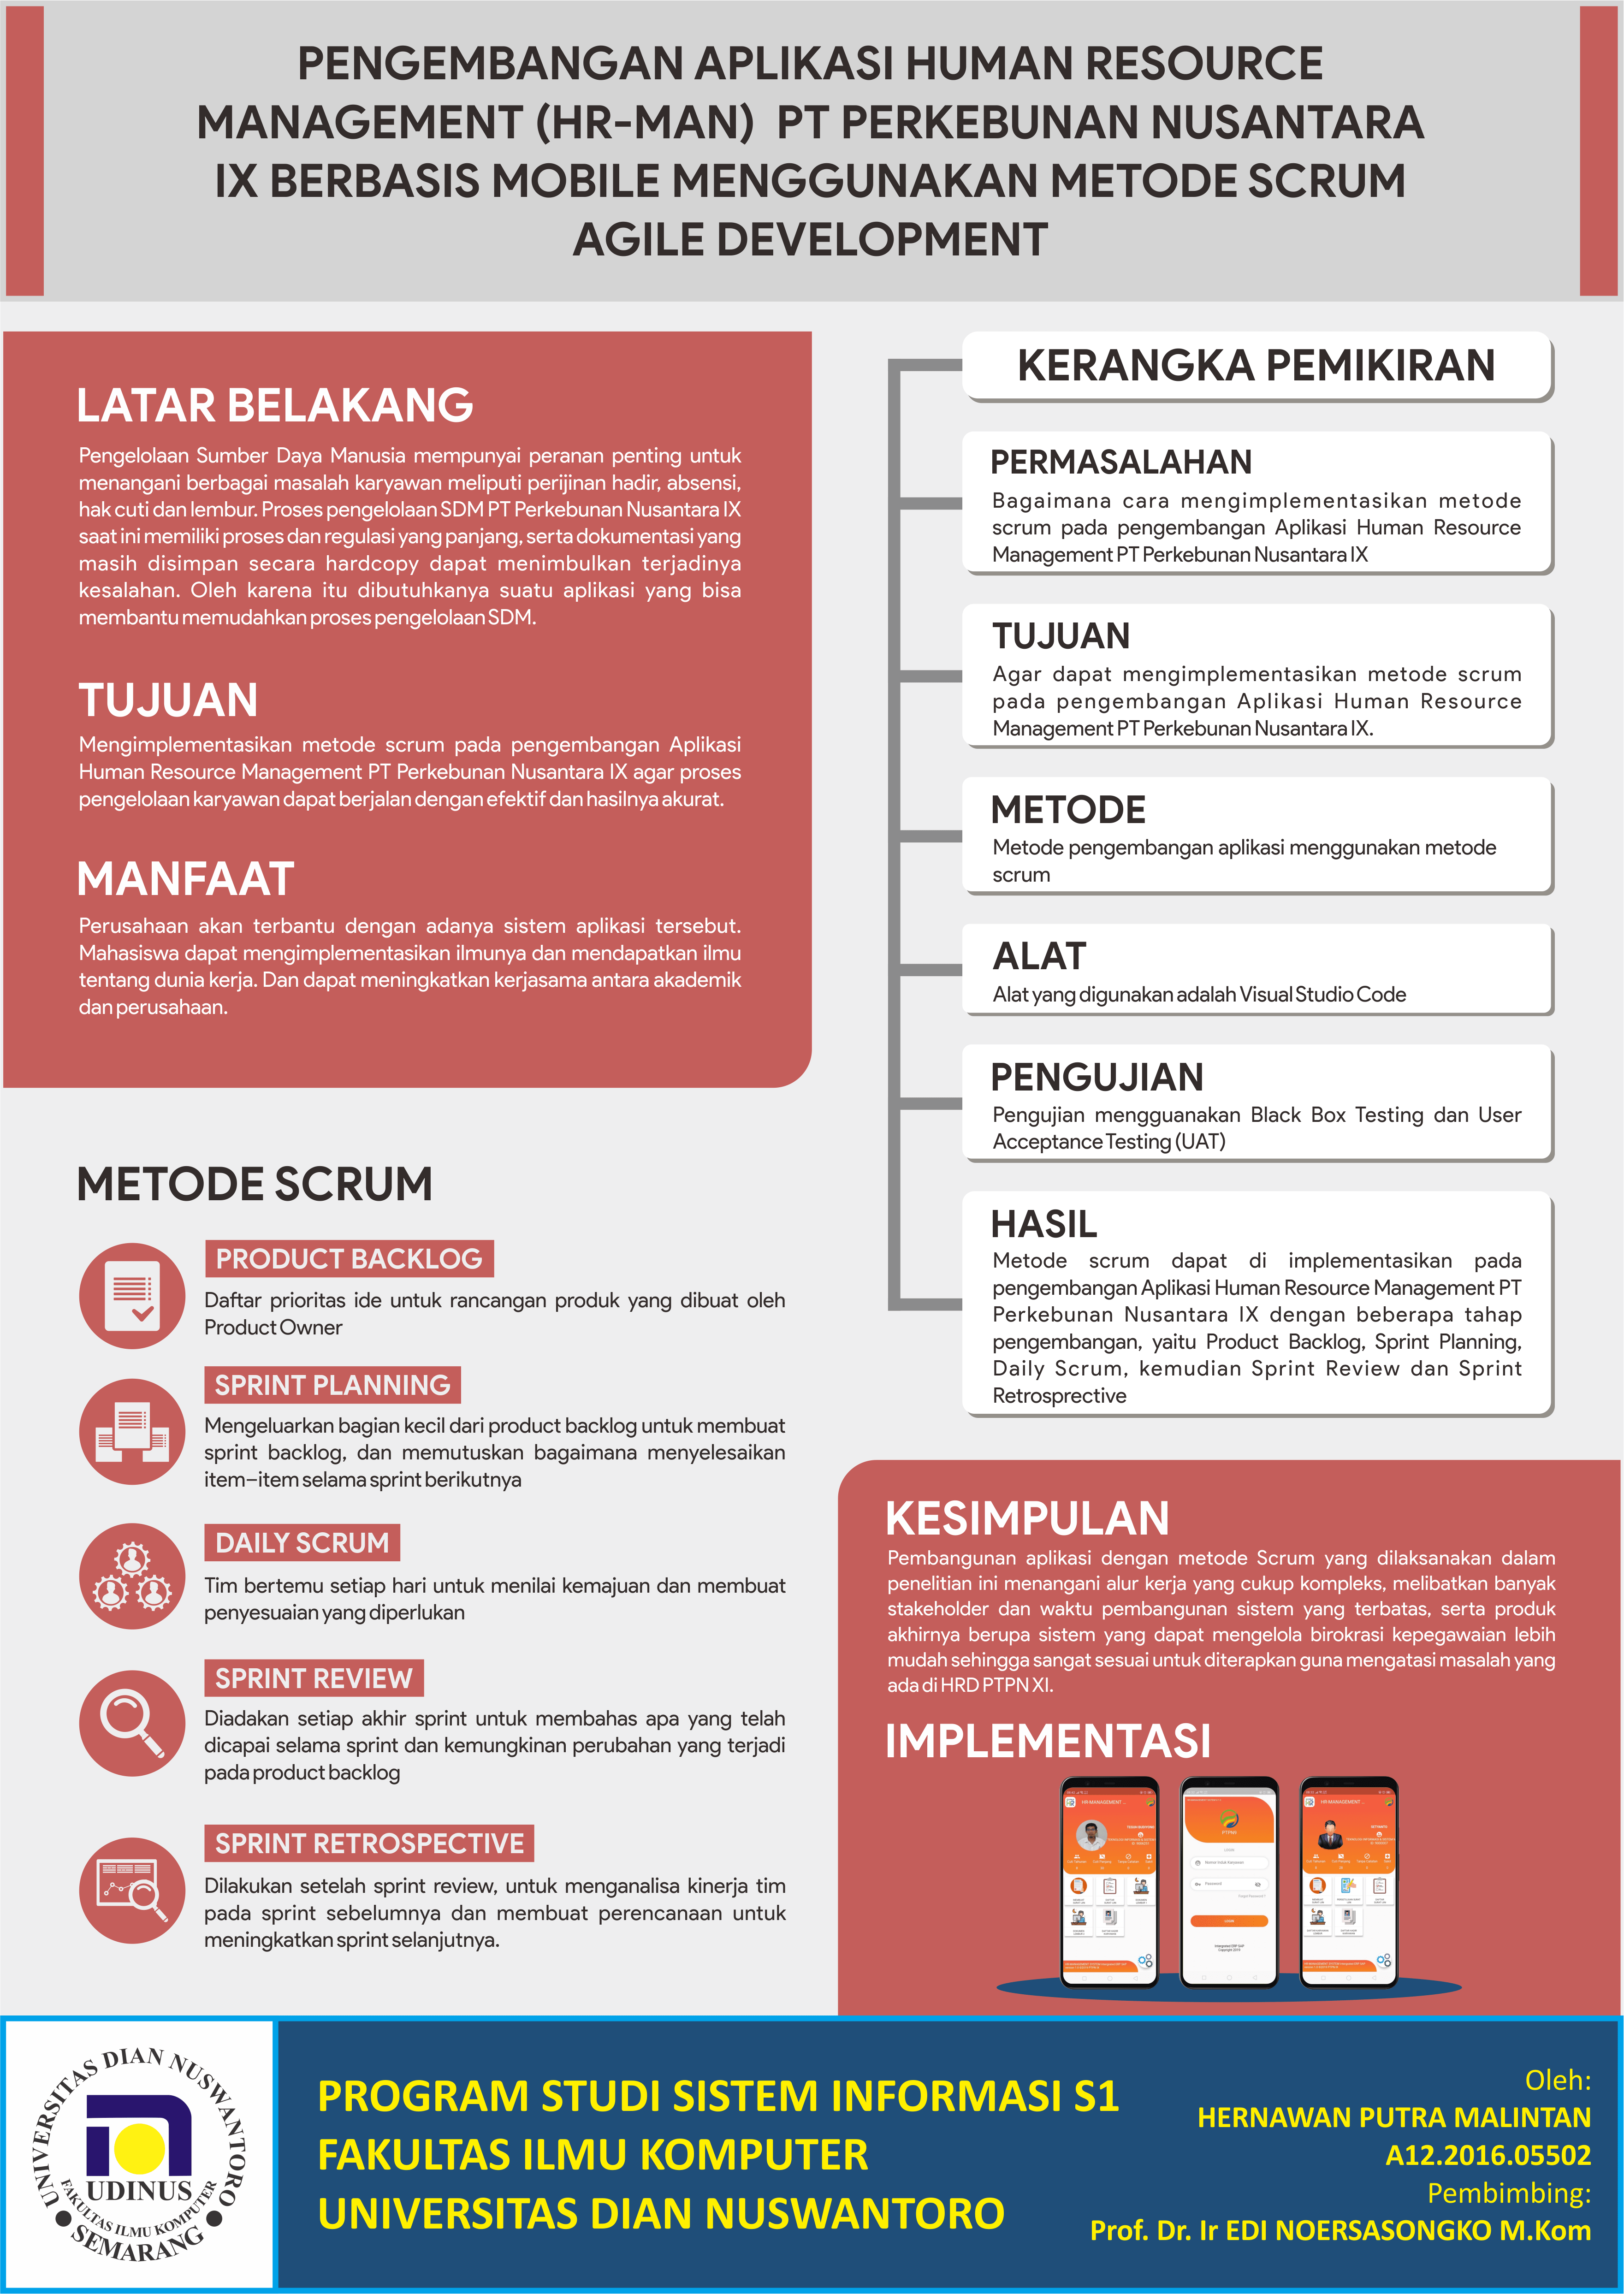 PENGEMBANGAN APLIKASI HUMAN RESOURCE
MANAGEMENT (HR-MAN) PT PERKEBUNAN NUSANTARA
IX BERBASIS MOBILE MENGGUNAKAN METODE SCRUM
AGILE DEVELOPMENT
LATAR BELAKANG
Pengelolaan Sumber Daya Manusia mempunyai peranan penting untuk
menangani berbagai masalah karyawan meliputi perijinan hadir, absensi,
hak cuti dan lembur. Proses pengelolaan SDM PT Perkebunan Nusantara IX
saat ini memiliki proses dan regulasi yang panjang, serta dokumentasi yang
masih disimpan secara hardcopy dapat menimbulkan terjadinya
kesalahan. Oleh karena itu dibutuhkanya suatu aplikasi yang bisa
membantu memudahkan proses pengelolaan SDM.
TUJUAN
Mengimplementasikan metode scrum pada pengembangan Aplikasi
Human Resource Management PT Perkebunan Nusantara IX agar proses
pengelolaan karyawan dapat berjalan dengan efektif dan hasilnya akurat.
MANFAAT
Perusahaan akan terbantu dengan adanya sistem aplikasi tersebut.
Mahasiswa dapat mengimplementasikan ilmunya dan mendapatkan ilmu
tentang dunia kerja. Dan dapat meningkatkan kerjasama antara akademik
dan perusahaan.
METODE SCRUM
PRODUCT BACKLOG
Daftar prioritas ide untuk rancangan produk yang dibuat oleh
Product Owner
SPRINT PLANNING
Mengeluarkan bagian kecil dari product backlog untuk membuat
sprint backlog, dan memutuskan bagaimana menyelesaikan
item–item selama sprint berikutnya
DAILY SCRUM
Tim bertemu setiap hari untuk menilai kemajuan dan membuat
penyesuaian yang diperlukan
SPRINT REVIEW
Diadakan setiap akhir sprint untuk membahas apa yang telah
dicapai selama sprint dan kemungkinan perubahan yang terjadi
pada product backlog
SPRINT RETROSPECTIVE
Dilakukan setelah sprint review, untuk menganalisa kinerja tim
pada sprint sebelumnya dan membuat perencanaan untuk
meningkatkan sprint selanjutnya.
KERANGKA PEMIKIRAN
PERMASALAHAN
Bagaimana cara mengimplementasikan metode
scrum pada pengembangan Aplikasi Human Resource
Management PT Perkebunan Nusantara IX
TUJUAN
Agar dapat mengimplementasikan metode scrum
pada pengembangan Aplikasi Human Resource
Management PT Perkebunan Nusantara IX.
METODE
Metode pengembangan aplikasi menggunakan metode
scrum
ALAT
Alat yang digunakan adalah Visual Studio Code
PENGUJIAN
Pengujian mengguanakan Black Box Testing dan User
Acceptance Testing (UAT)
HASIL
Metode scrum dapat di implementasikan pada
pengembangan Aplikasi Human Resource Management PT
Perkebunan Nusantara IX dengan beberapa tahap
pengembangan, yaitu Product Backlog, Sprint Planning,
Daily Scrum, kemudian Sprint Review dan Sprint
Retrosprective
KESIMPULAN
Pembangunan aplikasi dengan metode Scrum yang dilaksanakan dalam
penelitian ini menangani alur kerja yang cukup kompleks, melibatkan banyak
stakeholder dan waktu pembangunan sistem yang terbatas, serta produk
akhirnya berupa sistem yang dapat mengelola birokrasi kepegawaian lebih
mudah sehingga sangat sesuai untuk diterapkan guna mengatasi masalah yang
ada di HRD PTPN XI.
IMPLEMENTASI
HR-MANAGEMENT ...
LOGIN
Password
Forgot Password ?
LOGIN
Copyright 2019
HR-MANAGEMENT ...
UNIVERSITAS DIAN NUSWANTORO
UDINUS
FAKULTAS ILMU KOMPUTER
SEMARANG
PROGRAM STUDI SISTEM INFORMASI S1
FAKULTAS ILMU KOMPUTER
UNIVERSITAS DIAN NUSWANTORO
Oleh:
HERNAWAN PUTRA MALINTAN
A12.2016.05502
Pembimbing:
Prof. Dr. Ir EDI NOERSASONGKO M.Kom